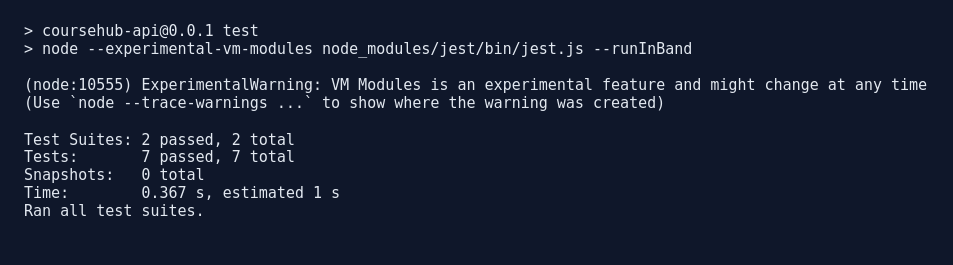 > coursehub-api@0.0.1 test
> node --experimental-vm-modules node_modules/jest/bin/jest.js --runInBand
(node:10555) ExperimentalWarning: VM Modules is an experimental feature and might change at any time
(Use `node --trace-warnings ...` to show where the warning was created)
Test Suites: 2 passed, 2 total
Tests:       7 passed, 7 total
Snapshots:   0 total
Time:        0.367 s, estimated 1 s
Ran all test suites.